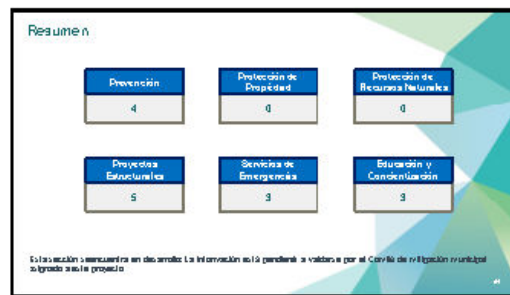 Resumen
Prevención
4
Protección de
Propiedad
0
Protección de
Recursos Naturales
0
Proyectos
Estructurales
5
Servicios de
Emergencia
3
Educación y
Concientización
3
Esta sección se encuentra en desarrollo. La información está pendiente a validarse por el Comité de Mitigación Municipal
asignado a este proyecto